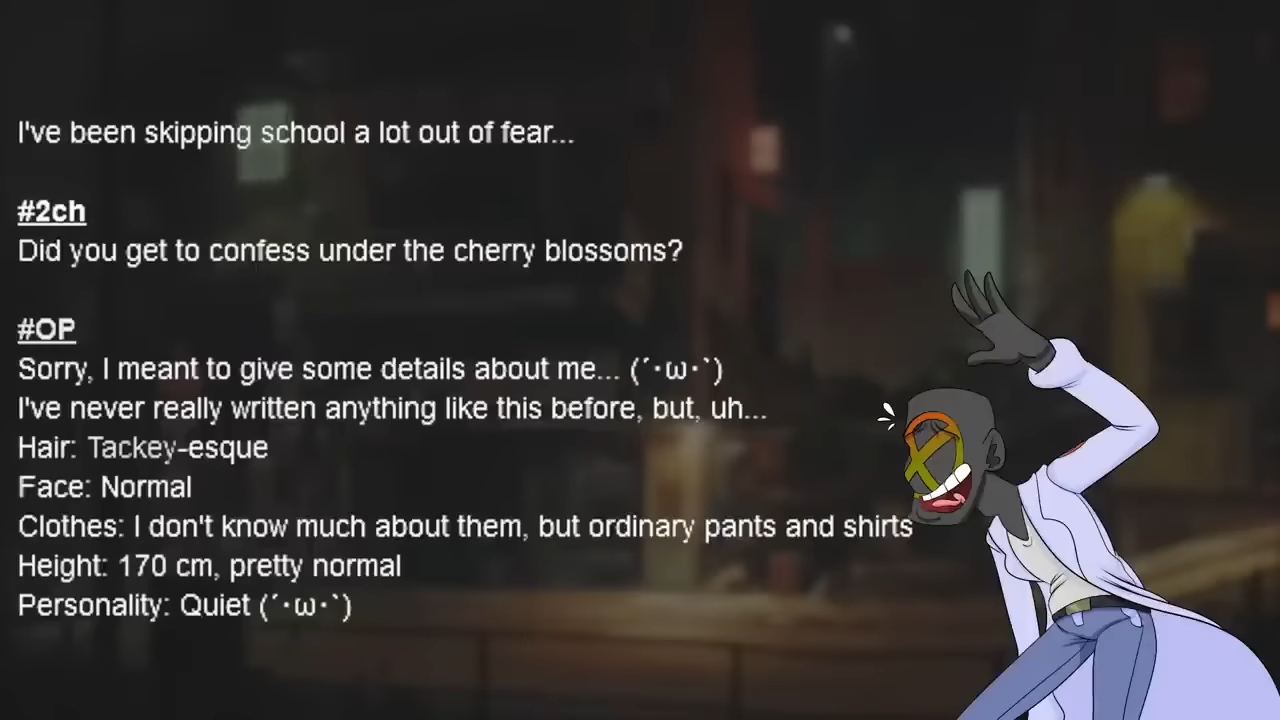 I've been skipping school a lot out of fear...
#2ch
Did you get to confess under the cherry blossoms?
#OP
Sorry, I meant to give some details about me... (´･ω･`)
I've never really written anything like this before, but, uh...
Hair: Tackey-esque
Face: Normal
Clothes: I don't know much about them, but ordinary pants and shirts
Height: 170 cm, pretty normal
Personality: Quiet (´･ω･`)